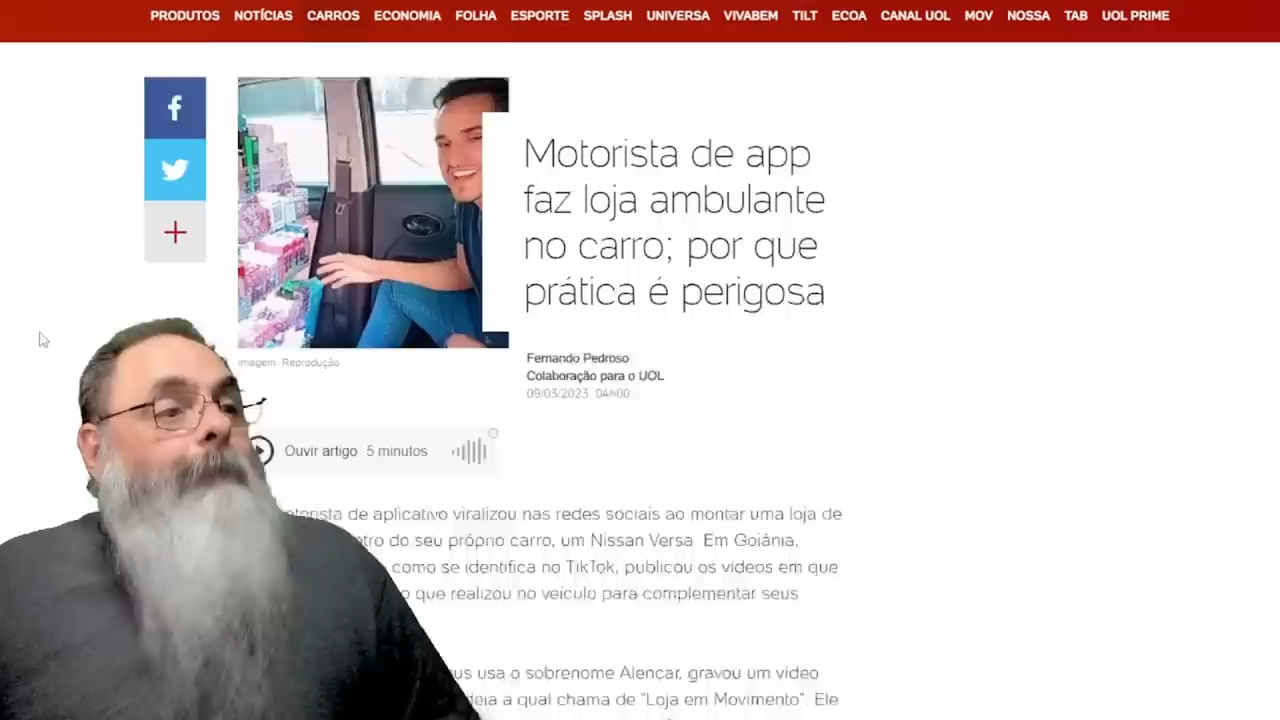 PRODUTOS NOTÍCIAS CARROS ECONOMIA FOLHA ESPORTE SPLASH UNIVERSA VIVABEM TILT ECOA CANAL UOL MOV NOSSA TAB UOL PRIME
Motorista de app
faz loja ambulante
no carro; por que
prática é perigosa
Imagem: Reprodução
Fernando Pedroso
Colaboração para o UOL
09/03/2023 04h00
Ouvir artigo 5 minutos
de aplicativo viralizou nas redes sociais ao montar uma loja de
do seu próprio carro, um Nissan Versa. Em Goiânia,
como se identifica no TikTok, publicou os vídeos em que
que realizou no veículo para complementar seus
usa o sobrenome Alencar, gravou um vídeo
a qual chama de "Loja em Movimento". Ele